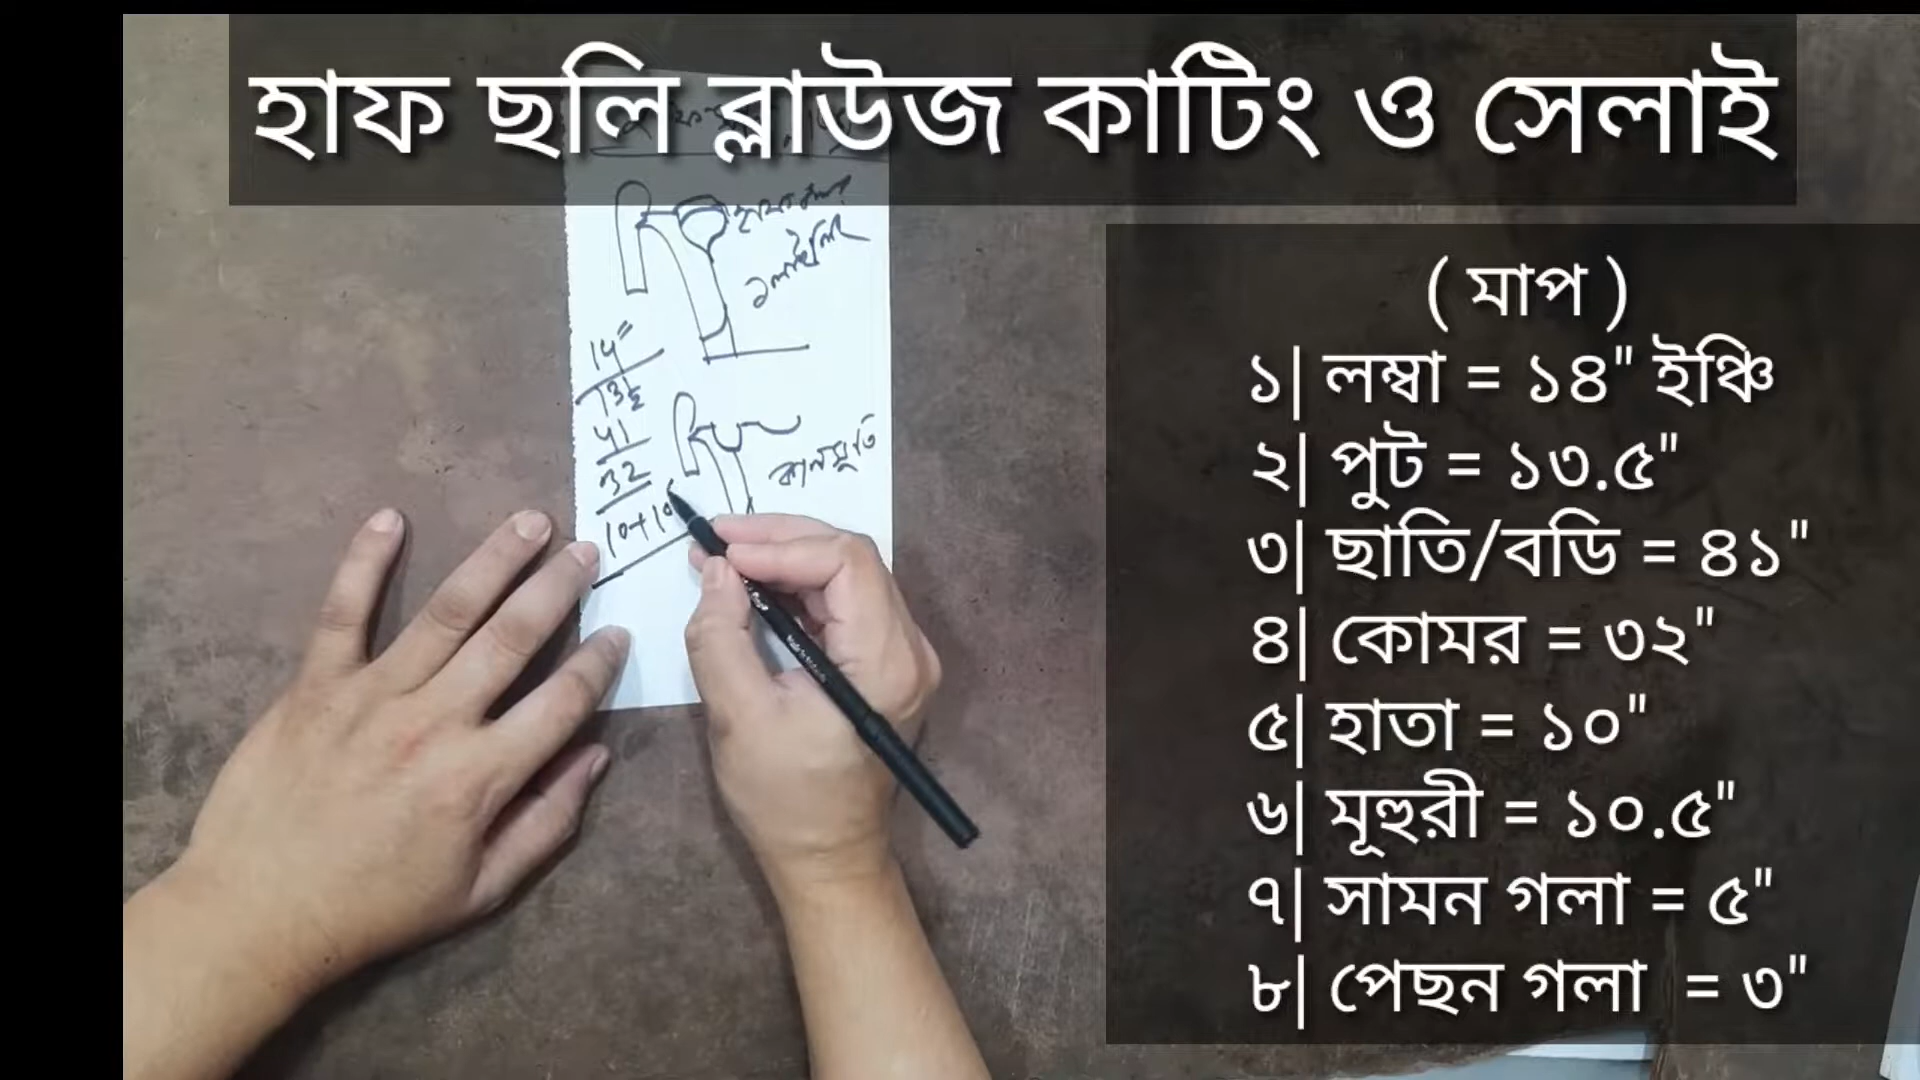 হাফ ছলি ব্লাউজ কাটিং ও সেলাই
( মাপ )
১| লম্বা = ১৪" ইঞ্চি
২| পুট = ১৩.৫"
৩| ছাতি/বডি = ৪১"
৪| কোমর = ৩২"
৫| হাতা = ১০"
৬| মূহুরী = ১০.৫"
৭| সামন গলা = ৫"
৮| পেছন গলা = ৩"
14"
13½
41
32
10+10